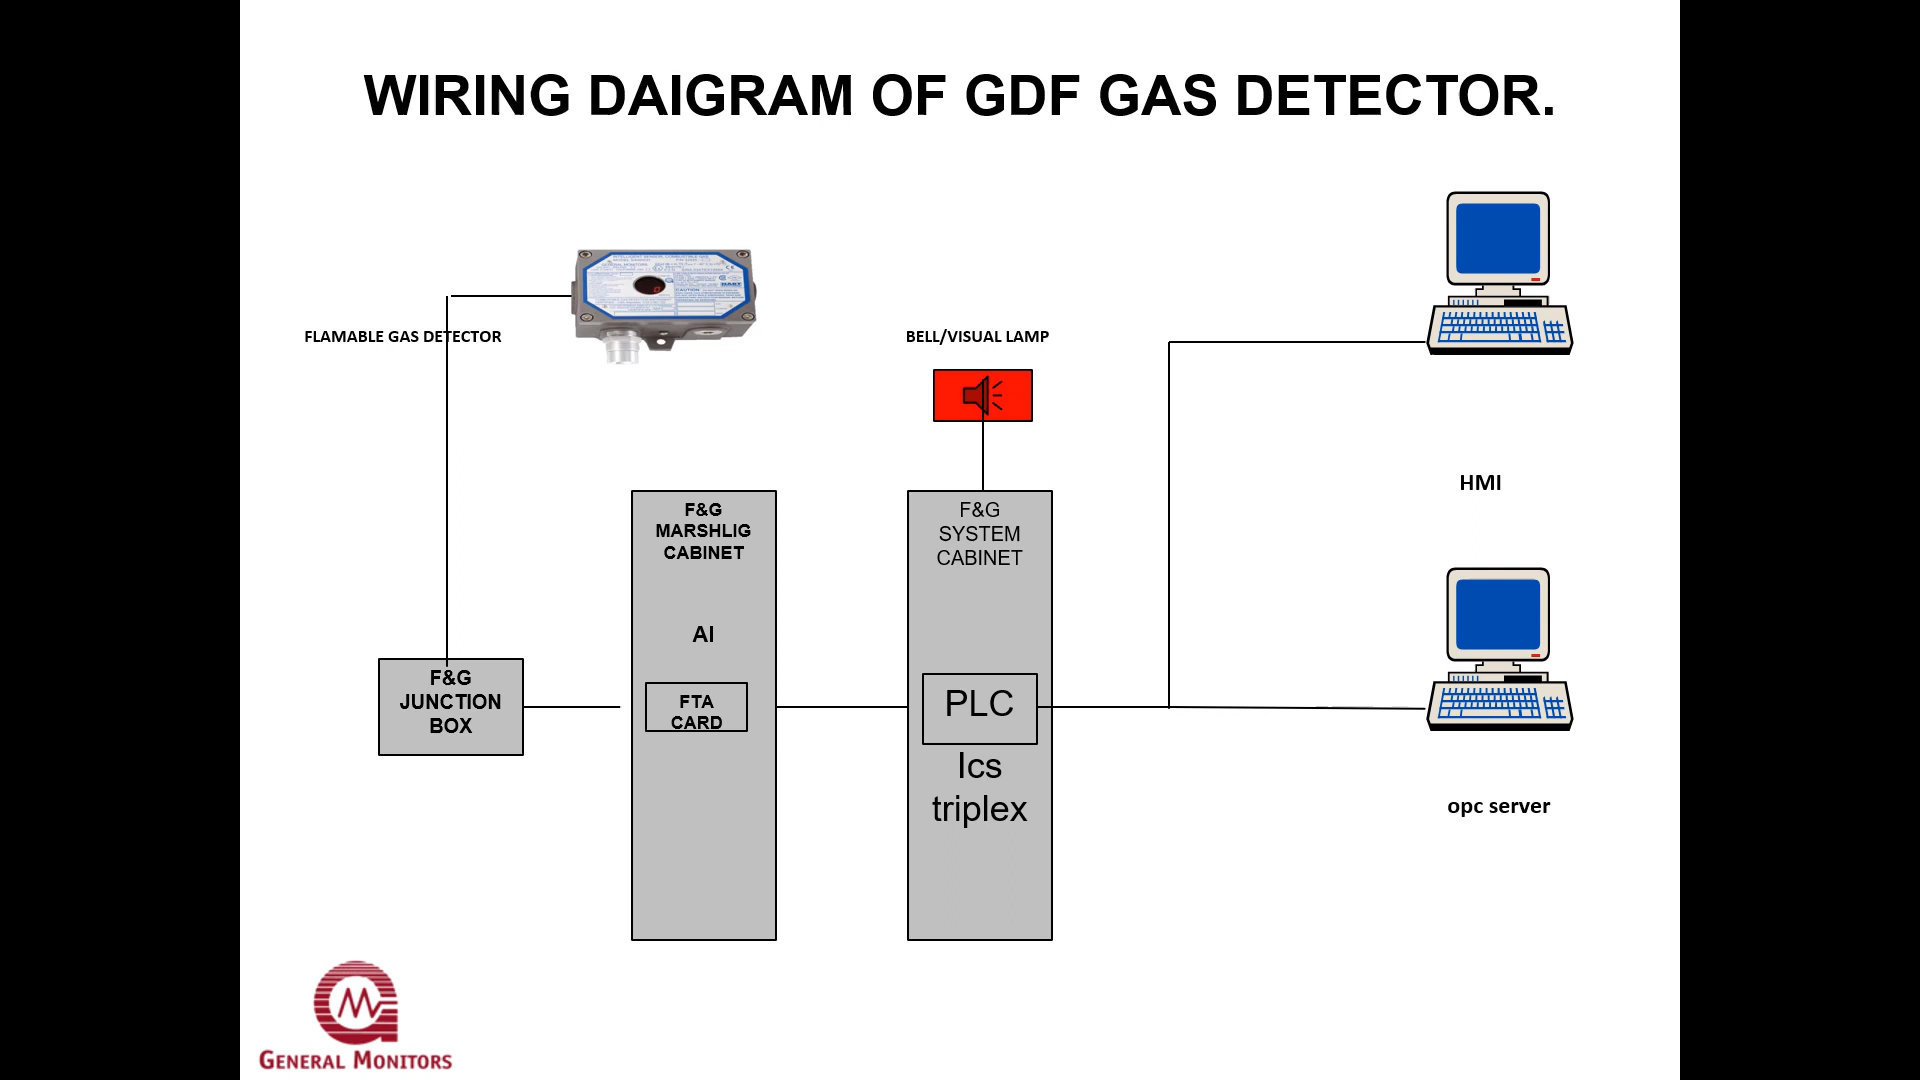 WIRING DAIGRAM OF GDF GAS DETECTOR.
FLAMABLE GAS DETECTOR
BELL/VISUAL LAMP
HMI
F&G
MARSHLIG
CABINET
AI
FTA
CARD
F&G
SYSTEM
CABINET
PLC
Ics
triplex
F&G
JUNCTION
BOX
opc server
GENERAL MONITORS